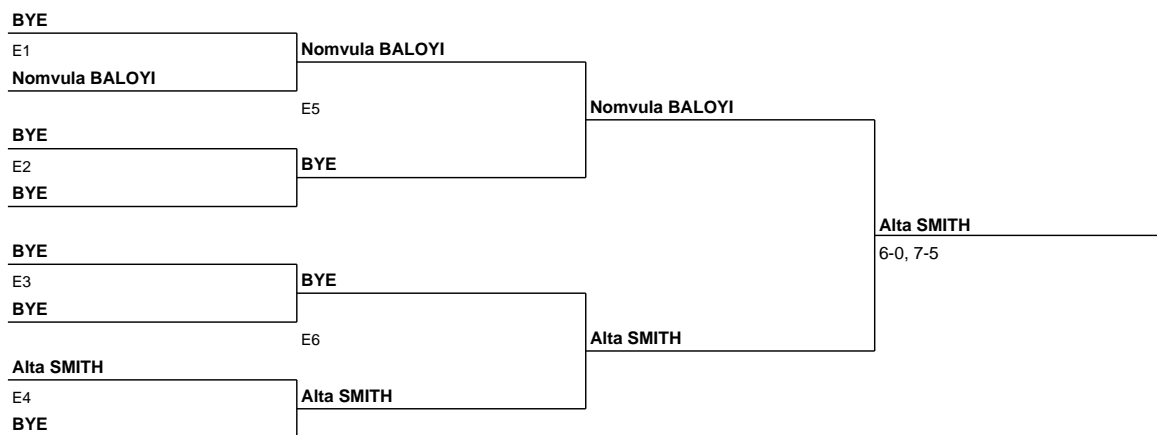 BYE
E1
Nomvula BALOYI
Nomvula BALOYI
E5
BYE
E2
BYE
BYE
Nomvula BALOYI
BYE
E3
BYE
BYE
E6
Alta SMITH
E4
BYE
Alta SMITH
Alta SMITH
Alta SMITH
6-0, 7-5